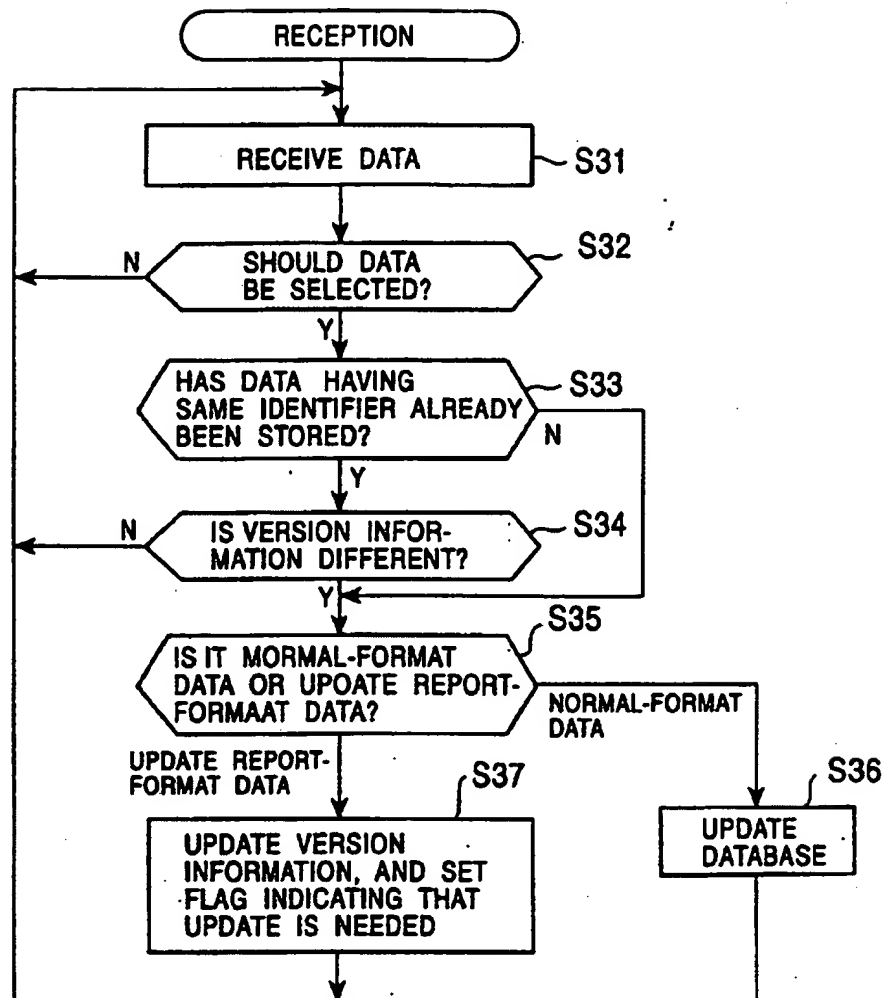 RECEPTION
RECEIVE DATA
S31
SHOULD DATA
BE SELECTED?
S32
N
Y
HAS DATA HAVING
SAME IDENTIFIER ALREADY
BEEN STORED?
S33
N
Y
IS VERSION INFOR-
MATION DIFFERENT?
S34
N
Y
S35
IS IT MORMAL-FORMAT
DATA OR UPOATE REPORT-
FORMAAT DATA?
NORMAL-FORMAT
DATA
UPDATE REPORT-
FORMAT DATA
S37
S36
UPDATE VERSION
INFORMATION, AND SET
FLAG INDICATING THAT
UPDATE IS NEEDED
UPDATE
DATABASE